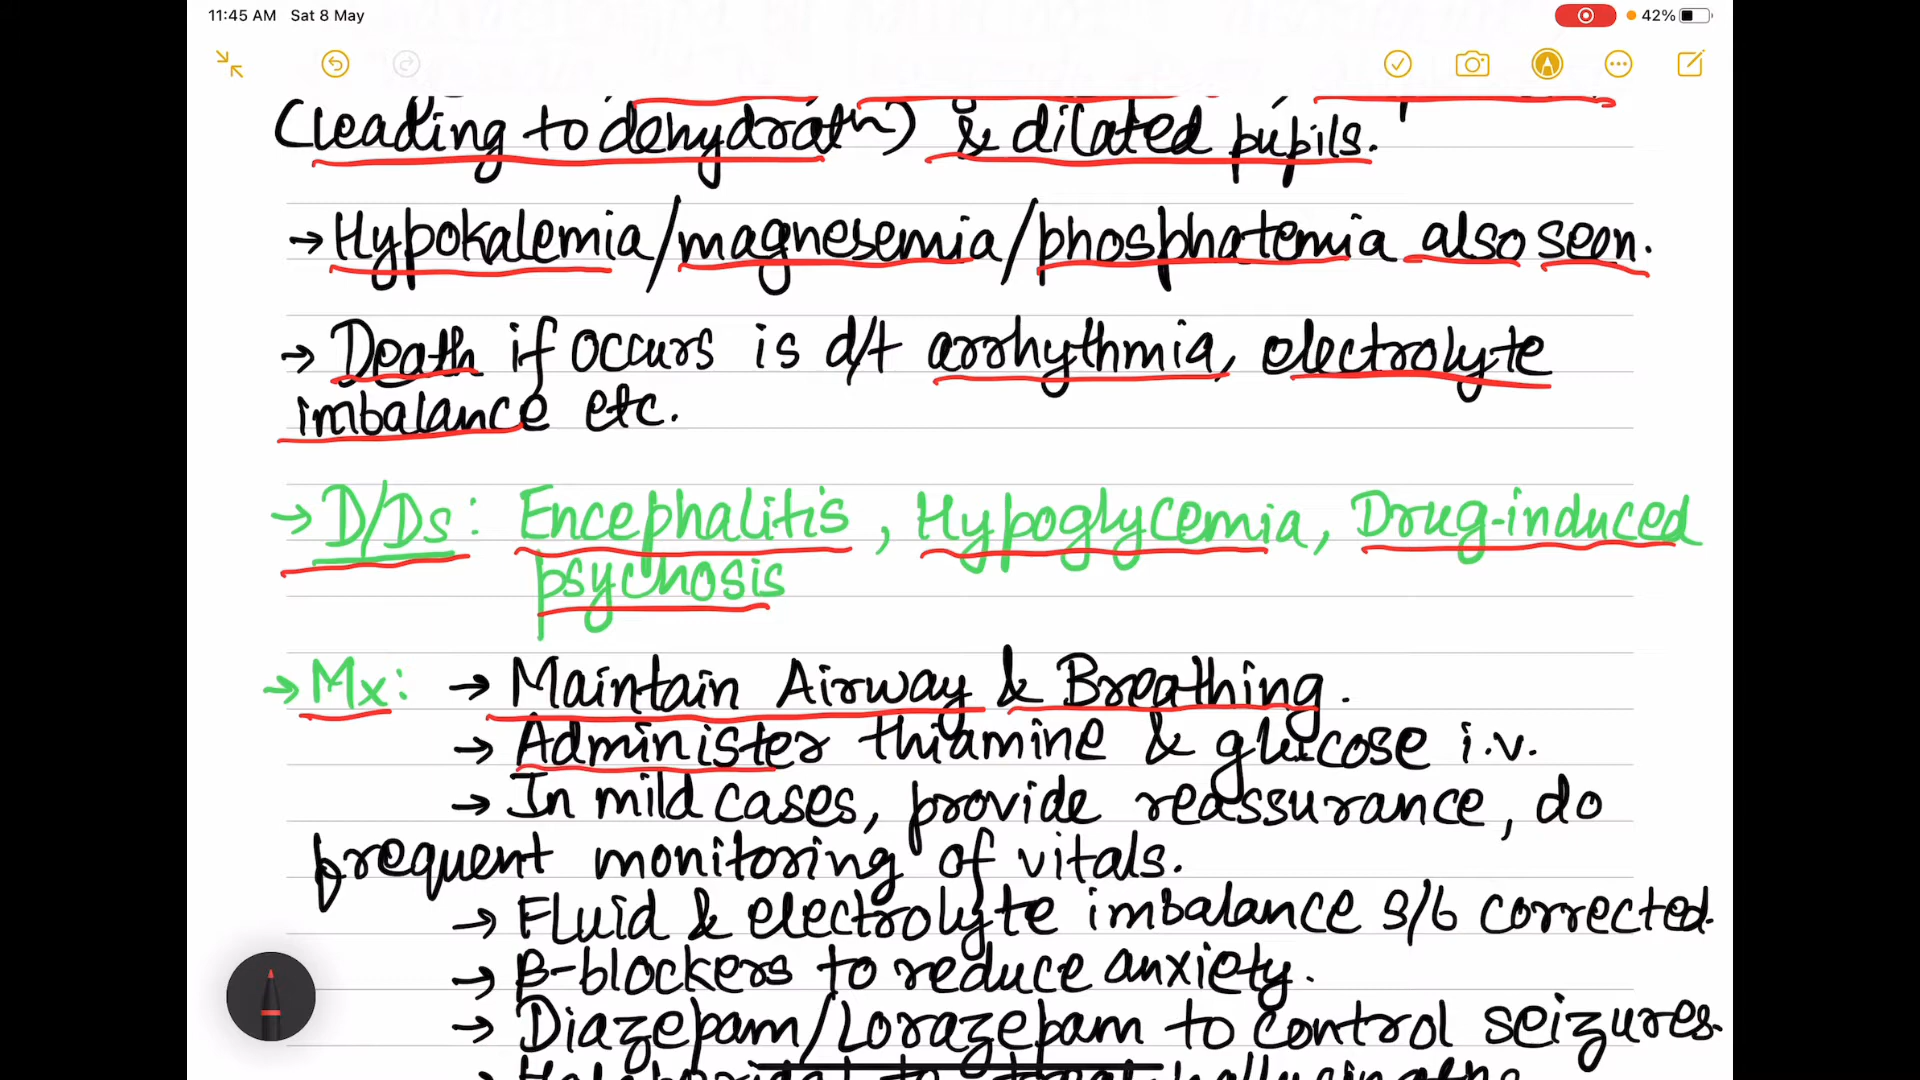 11:45 AM Sat 8 May
42%
(leading to dehydratn) & dilated pupils.
→ Hypokalemia/magnesemia/phosphatemia also seen.
→ Death if occurs is d/t arrhythmia, electrolyte
imbalance etc.
→ D/Ds: Encephalitis, Hypoglycemia, Drug-induced
psychosis
→ Mx: → Maintain Airway & Breathing.
→ Administer thiamine & glucose i.v.
→ In mild cases, provide reassurance, do
frequent monitoring of vitals.
→ Fluid & electrolyte imbalance s/b corrected.
→ β-blockers to reduce anxiety.
→ Diazepam/Lorazepam to control seizures.